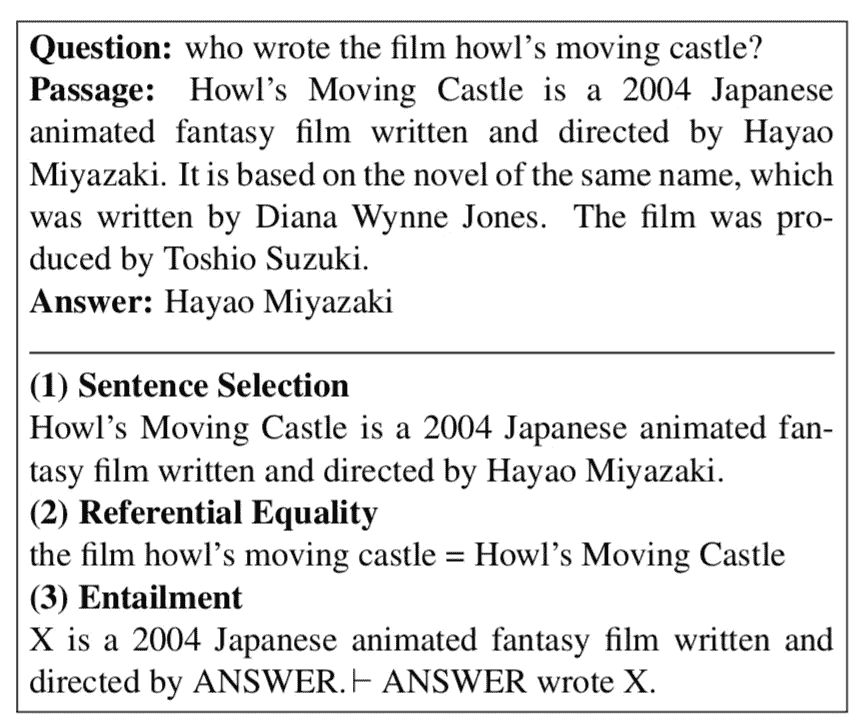 Question: who wrote the film howl's moving castle?
Passage: Howl's Moving Castle is a 2004 Japanese
animated fantasy film written and directed by Hayao
Miyazaki. It is based on the novel of the same name, which
was written by Diana Wynne Jones. The film was pro-
duced by Toshio Suzuki.
Answer: Hayao Miyazaki
(1) Sentence Selection
Howl's Moving Castle is a 2004 Japanese animated fan-
tasy film written and directed by Hayao Miyazaki.
(2) Referential Equality
the film howl's moving castle = Howl's Moving Castle
(3) Entailment
X is a 2004 Japanese animated fantasy film written and
directed by ANSWER. ⊢ ANSWER wrote X.